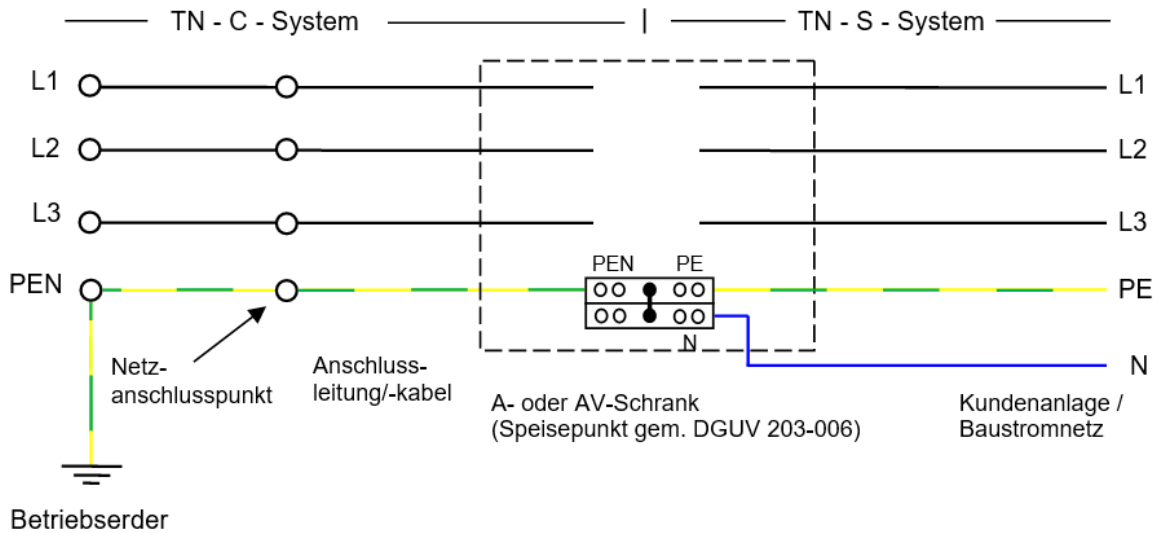 TN - C - System
TN - S - System
L1
L1
L2
L2
L3
L3
PEN
PEN
PE
PE
N
N
Netz-
anschlusspunkt
Anschluss-
leitung/-kabel
A- oder AV-Schrank
(Speisepunkt gem. DGUV 203-006)
Kundenanlage /
Baustromnetz
Betriebserder